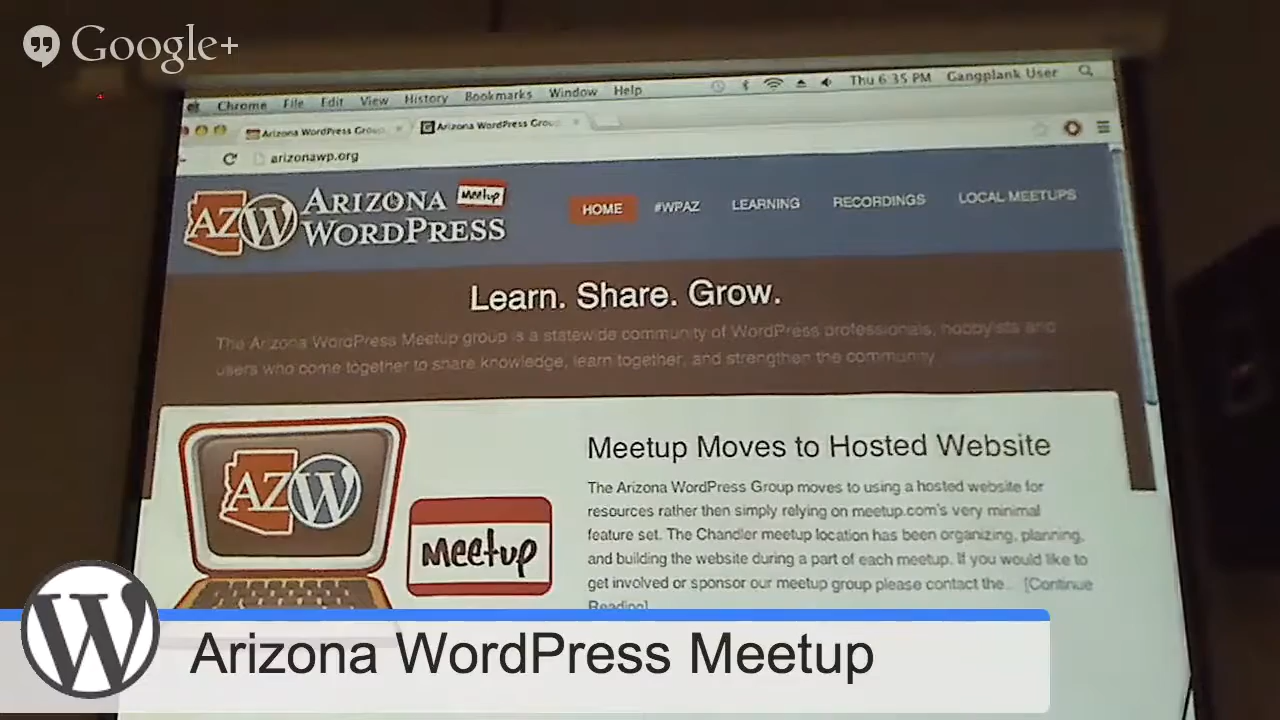 Google+
Chrome File Edit View History Bookmarks Window Help Thu 6:35 PM Gangplank User
Arizona WordPress Group Arizona WordPress Group
arizonawp.org
AZW ARIZONA Meetup
WORDPRESS
HOME #WPAZ LEARNING RECORDINGS LOCAL MEETUPS
Learn. Share. Grow.
The Arizona WordPress Meetup group is a statewide community of WordPress professionals, hobbyists and
users who come together to share knowledge, learn together, and strengthen the community.
AZW
Meetup
Meetup Moves to Hosted Website
The Arizona WordPress Group moves to using a hosted website for
resources rather then simply relying on meetup.com's very minimal
feature set. The Chandler meetup location has been organizing, planning,
and building the website during a part of each meetup. If you would like to
get involved or sponsor our meetup group please contact the... [Continue
Reading]
W
Arizona WordPress Meetup